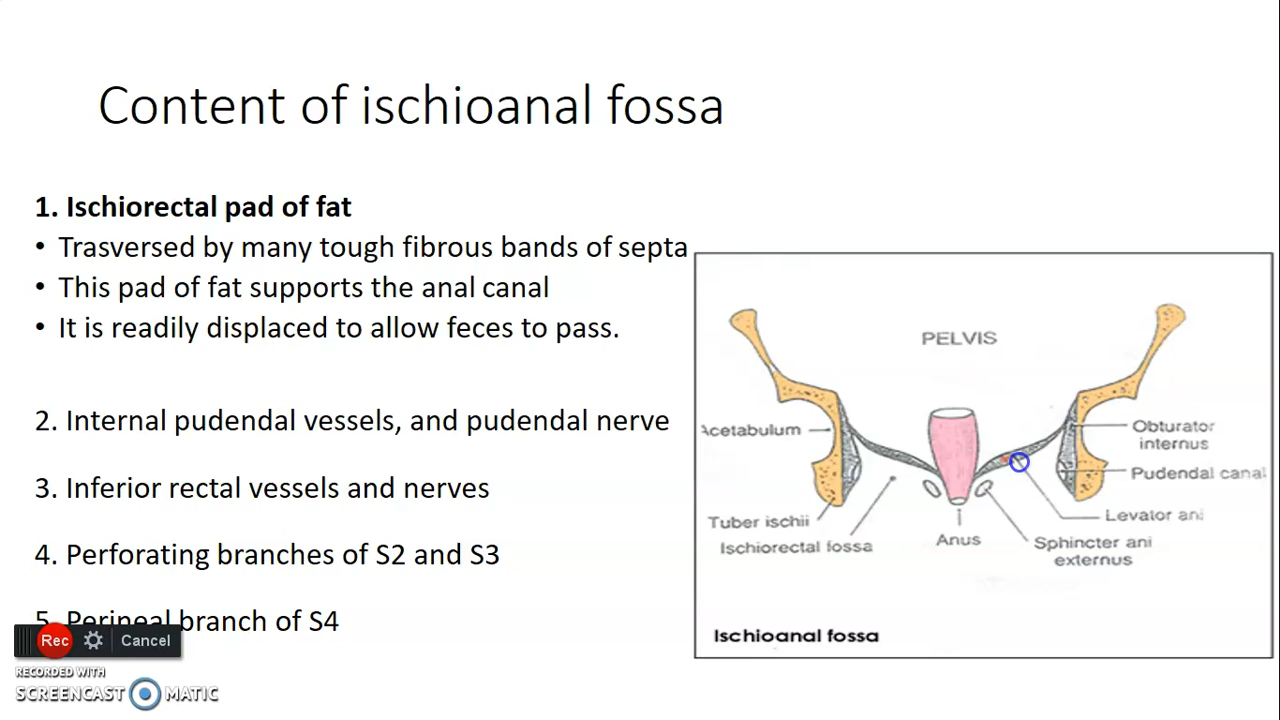 Content of ischioanal fossa
1. Ischiorectal pad of fat
• Trasversed by many tough fibrous bands of septa
• This pad of fat supports the anal canal
• It is readily displaced to allow feces to pass.
2. Internal pudendal vessels, and pudendal nerve
3. Inferior rectal vessels and nerves
4. Perforating branches of S2 and S3
5. Perineal branch of S4
PELVIS
Acetabulum
Obturator
internus
Pudendal canal
Levator ani
Tuber ischii
Ischiorectal fossa
Anus
Sphincter ani
externus
Ischioanal fossa
Rec
Cancel
RECORDED WITH
SCREENCAST MATIC